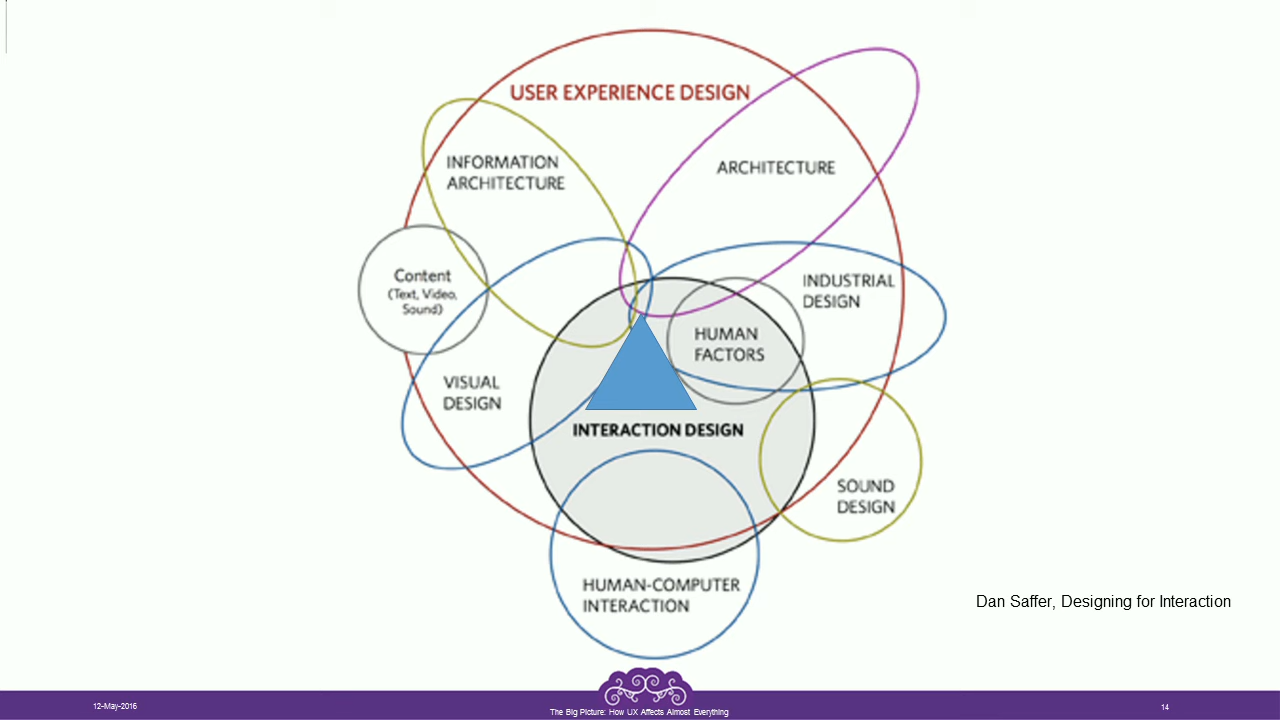 USER EXPERIENCE DESIGN
INFORMATION
ARCHITECTURE
ARCHITECTURE
Content
(Text, Video,
Sound)
INDUSTRIAL
DESIGN
HUMAN
FACTORS
VISUAL
DESIGN
INTERACTION DESIGN
SOUND
DESIGN
HUMAN-COMPUTER
INTERACTION
Dan Saffer, Designing for Interaction
12-May-2016
The Big Picture: How UX Affects Almost Everything
14